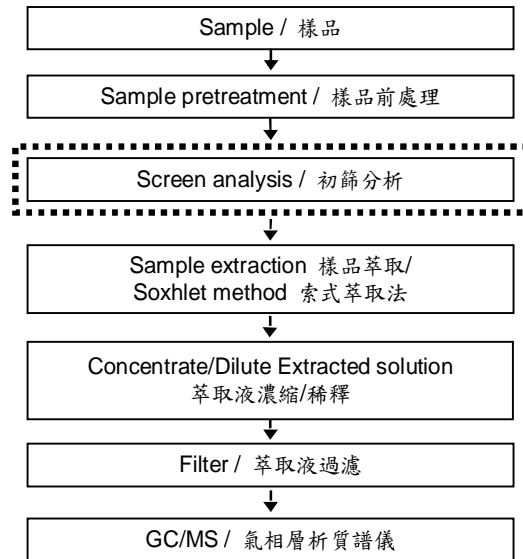 Sample / 樣品
Sample pretreatment / 樣品前處理
Screen analysis / 初篩分析
Sample extraction 樣品萃取/
Soxhlet method 索式萃取法
Concentrate/Dilute Extracted solution
萃取液濃縮/稀釋
Filter / 萃取液過濾
GC/MS / 氣相層析質譜儀